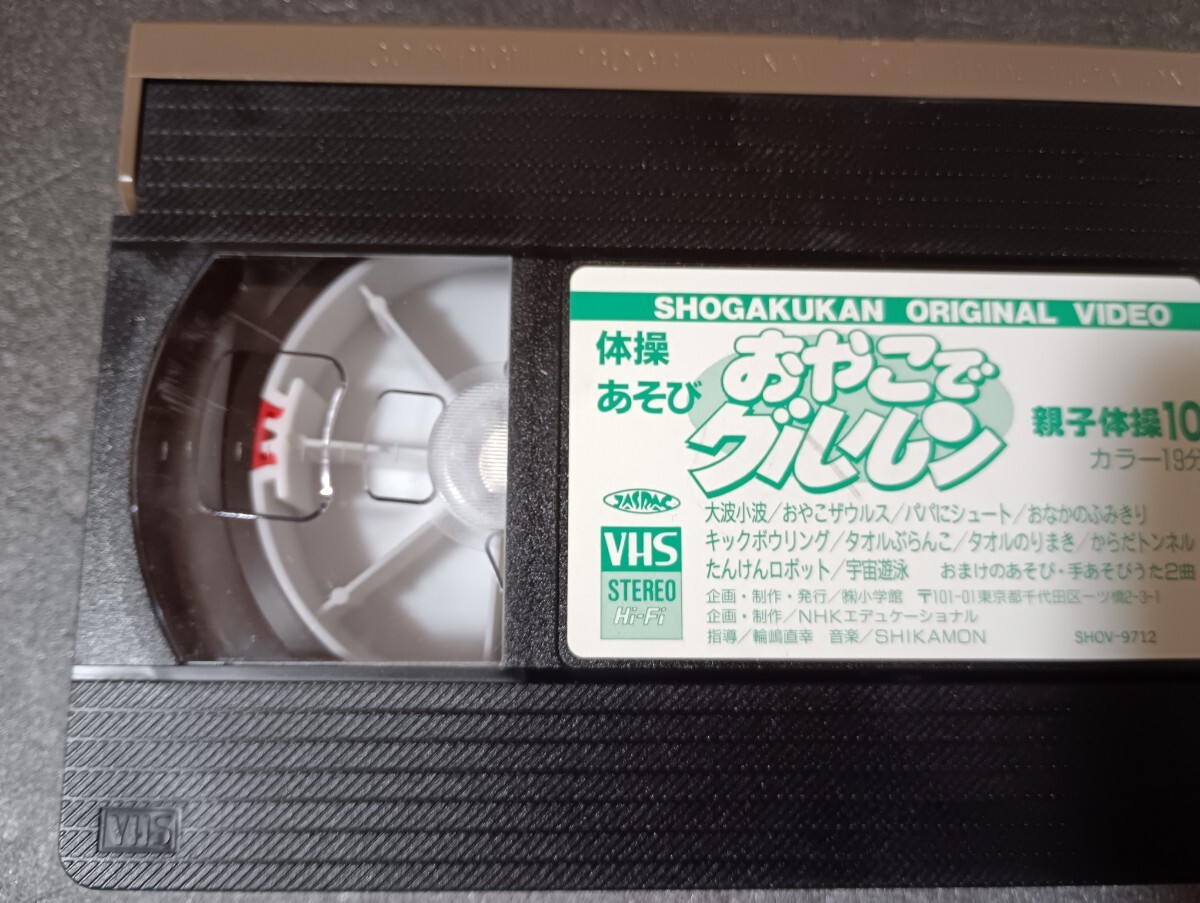 SHOGAKUKAN ORIGINAL VIDEO
体操
あそび
おやこで
グルルン
親子体操10
カラー19分
JASRAC
大波小波/おやこザウルス/パパにシュート/おなかのふみきり
キックボウリング/タオルぶらんこ/タオルのりまき/からだトンネル
たんけんロボット/宇宙遊泳 おまけのあそび・手あそびうた2曲
VHS
STEREO
Hi-Fi
企画・制作・発行/㈱小学館 〒101-01東京都千代田区一ツ橋2-3-1
企画・制作/NHKエデュケーショナル
指導/輪嶋直幸 音楽/SHIKAMON SHOV-9712
VHS